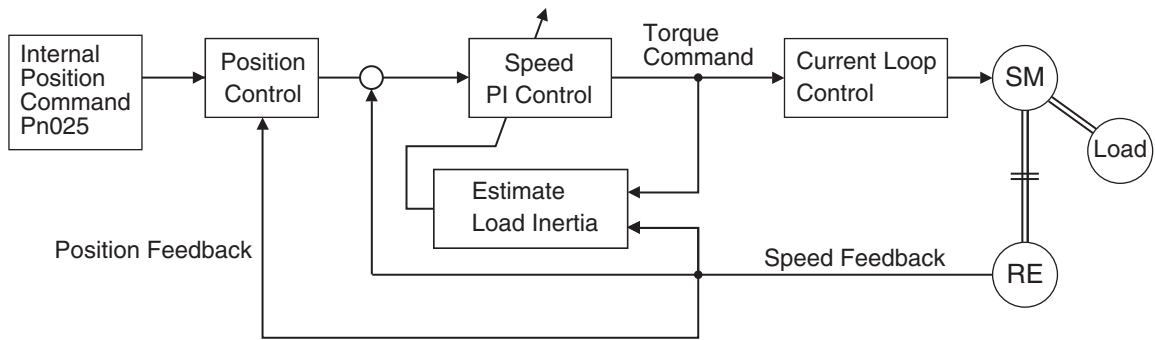 Internal
Position
Command
Pn025
Position
Control
Speed
PI Control
Torque
Command
Current Loop
Control
SM
Load
Estimate
Load Inertia
Position Feedback
Speed Feedback
RE